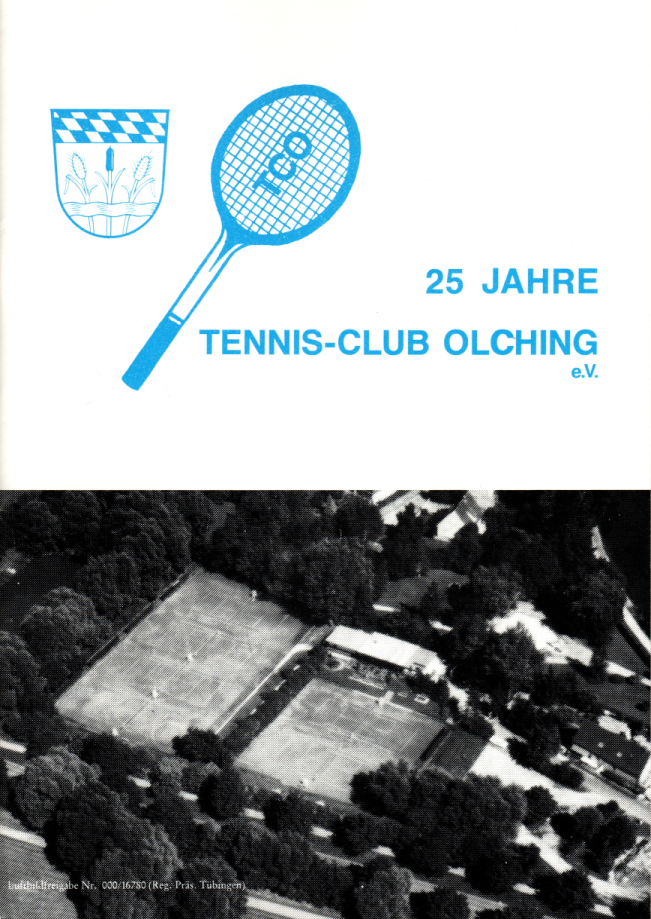 TCO
25 JAHRE
TENNIS-CLUB OLCHING
e.V.
Luftbildfreigabe Nr. 000/16780 (Reg. Präs. Tübingen)